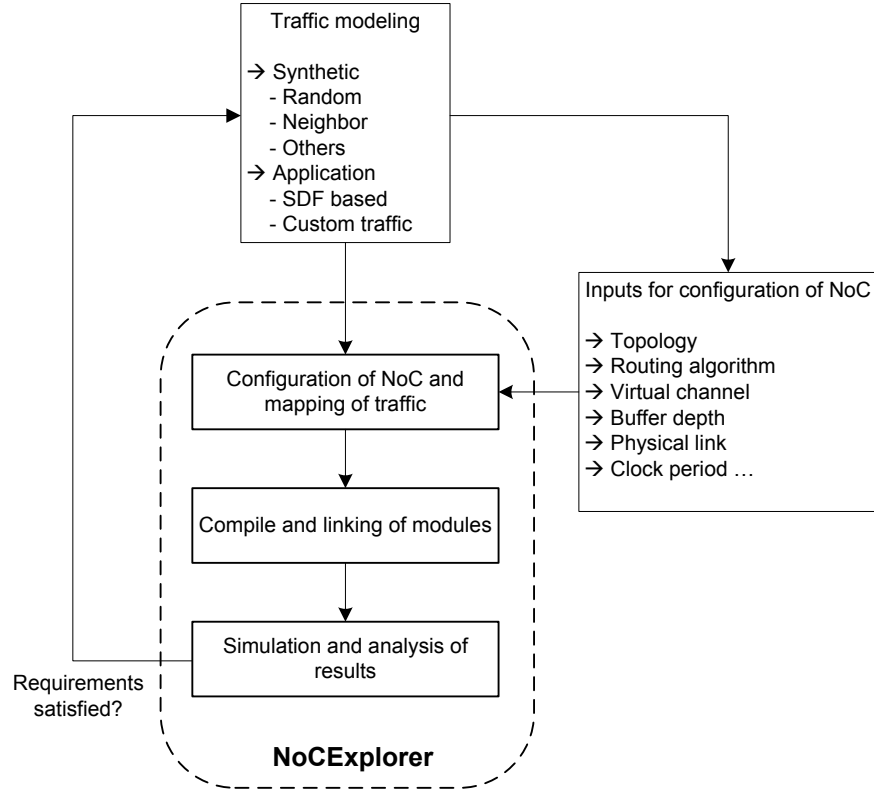 Traffic modeling
→ Synthetic
- Random
- Neighbor
- Others
→ Application
- SDF based
- Custom traffic
Inputs for configuration of NoC
→ Topology
→ Routing algorithm
→ Virtual channel
→ Buffer depth
→ Physical link
→ Clock period …
Configuration of NoC and
mapping of traffic
Compile and linking of modules
Simulation and analysis of
results
Requirements
satisfied?
NoCExplorer